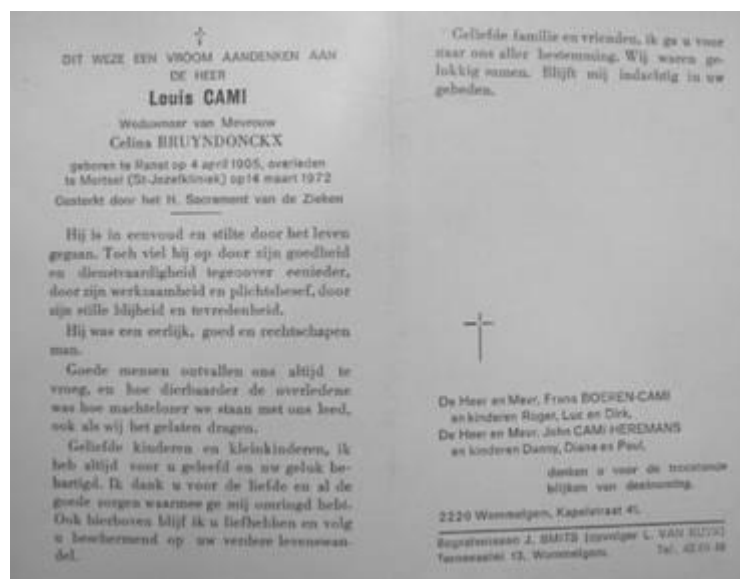 DIT WEZE EEN VROOM AANDENKEN AAN
DE HEER
Louis CAMI
Weduwnaar van Mevrouw
Celina BRUYNDONCKX
geboren te Ranst op 4 april 1905, overleden
te Mortsel (St-Jozefkliniek) op 14 maart 1972
Gesterkt door het H. Sacrament van de Zieken
Hij is in eenvoud en stilte door het leven
gegaan. Toch viel hij op door zijn goedheid
en dienstvaardigheid tegenover eenieder,
door zijn werkzaamheid en plichtsbesef, door
zijn stille blijheid en tevredenheid.
Hij was een eerlijk, goed en rechtschapen
man.
Goede mensen ontvallen ons altijd te
vroeg, en hoe dierbaarder de overledene
was hoe machtelozer we staan met ons leed,
ook als wij het gelaten dragen.
Geliefde kinderen en kleinkinderen, ik
heb altijd voor u geleefd en uw geluk be-
hartigd. Ik dank u voor de liefde en al de
goede zorgen waarmee ge mij omringd hebt.
Ook hierboven blijf ik u liefhebben en volg
u beschermend op uw verdere levenswan-
del.
Geliefde familie en vrienden, ik ga u voor
naar ons aller bestemming. Wij waren ge-
lukkig samen. Blijft mij indachtig in uw
gebeden.
De Heer en Mevr. Frans BOEREN-CAMI
en kinderen Roger, Luc en Dirk,
De Heer en Mevr. John CAMI HEREMANS
en kinderen Danny, Diane en Paul,
danken u voor de troostende
blijken van deelneming.
2220 Wommelgem, Kapelstraat 41.
Begrafenissen J. SMITS (opvolger L. VAN
Ternesselei 13, Wommelgem. Tel.